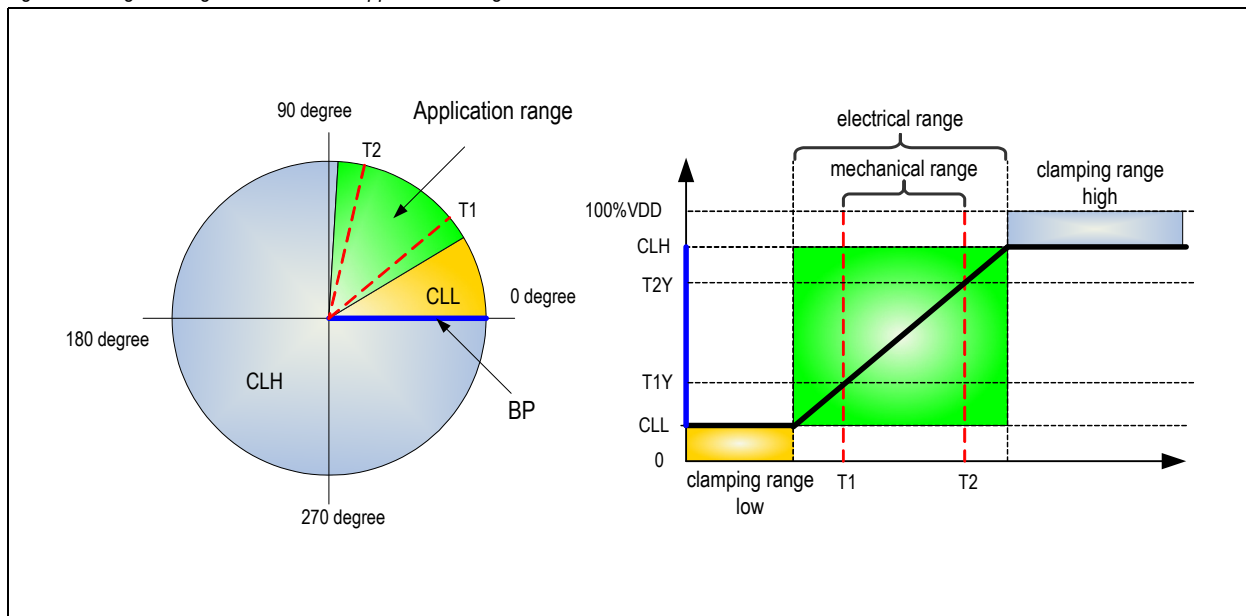 90 degree
Application range
T2
T1
CLL
0 degree
180 degree
CLH
BP
270 degree
electrical range
mechanical range
clamping range
high
100%VDD
CLH
T2Y
T1Y
CLL
0
clamping range
low
T1
T2